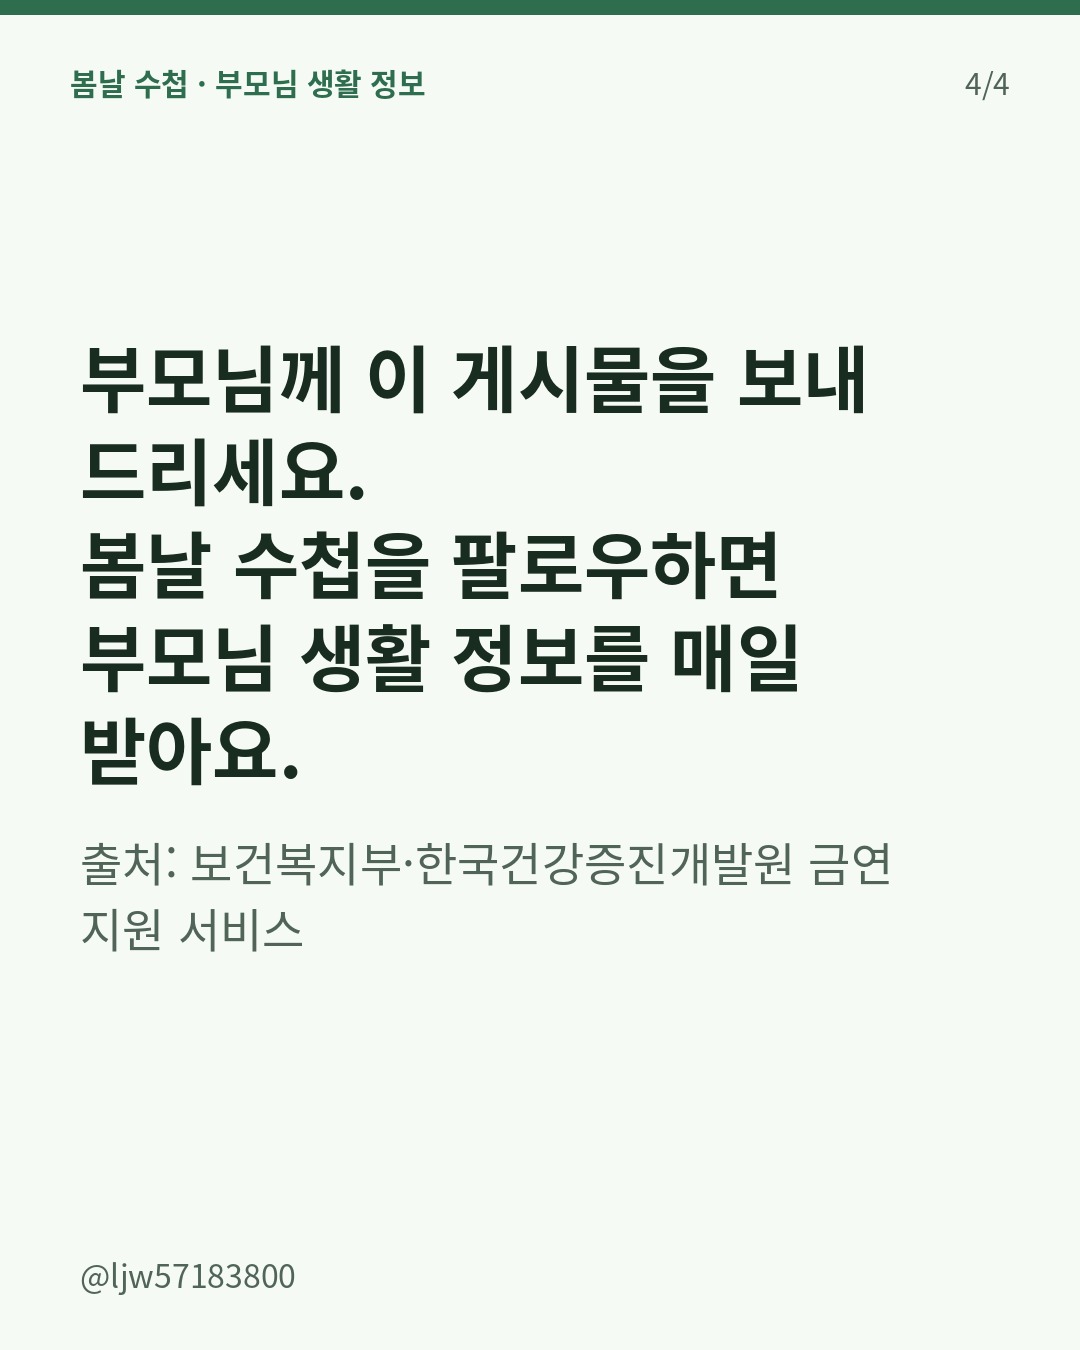 봄날 수첩 · 부모님 생활 정보
4/4
부모님께 이 게시물을 보내
드리세요.
봄날 수첩을 팔로우하면
부모님 생활 정보를 매일
받아요.
출처: 보건복지부·한국건강증진개발원 금연
지원 서비스
@ljw57183800